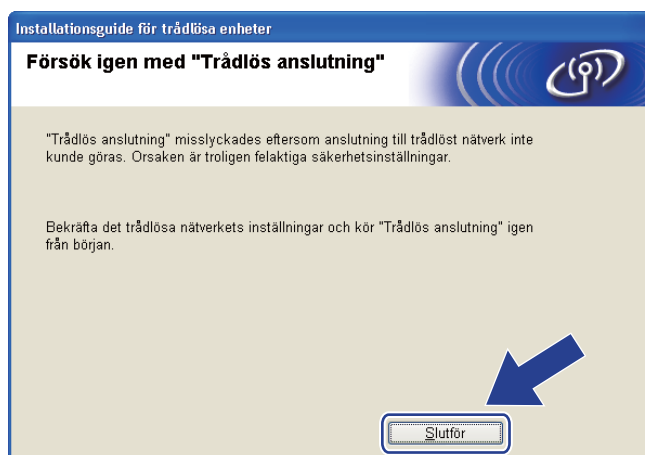 Installationsguide för trådlösa enheter
Försök igen med "Trådlös anslutning"
"Trådlös anslutning" misslyckades eftersom anslutning till trådlöst nätverk inte
kunde göras. Orsaken är troligen felaktiga säkerhetsinställningar.
Bekräfta det trådlösa nätverkets inställningar och kör "Trådlös anslutning" igen
från början.
Slutför